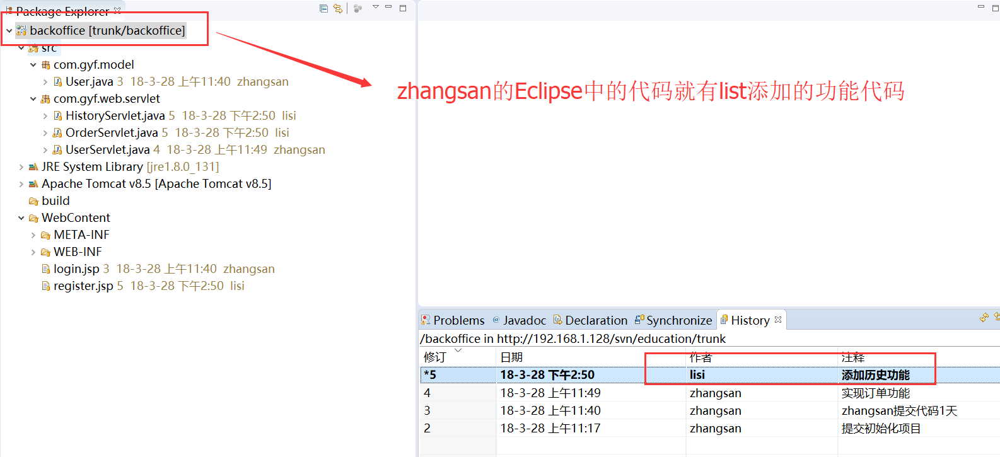 Package Explorer
backoffice [trunk/backoffice]
src
com.gyf.model
User.java 3 18-3-28 上午11:40 zhangsan
com.gyf.web.servlet
HistoryServlet.java 5 18-3-28 下午2:50 lisi
OrderServlet.java 5 18-3-28 下午2:50 lisi
UserServlet.java 4 18-3-28 上午11:49 zhangsan
JRE System Library [jre1.8.0_131]
Apache Tomcat v8.5 [Apache Tomcat v8.5]
build
WebContent
META-INF
WEB-INF
login.jsp 3 18-3-28 上午11:40 zhangsan
register.jsp 5 18-3-28 下午2:50 lisi
zhangsan的Eclipse中的代码就有list添加的功能代码
Problems @ Javadoc Declaration Synchronize History
/backoffice in http://192.168.1.128/svn/education/trunk
修订 日期 作者 注释
*5 18-3-28 下午2:50 lisi 添加历史功能
4 18-3-28 上午11:49 zhangsan 实现订单功能
3 18-3-28 上午11:40 zhangsan zhangsan提交代码1天
2 18-3-28 上午11:17 zhangsan 提交初始化项目